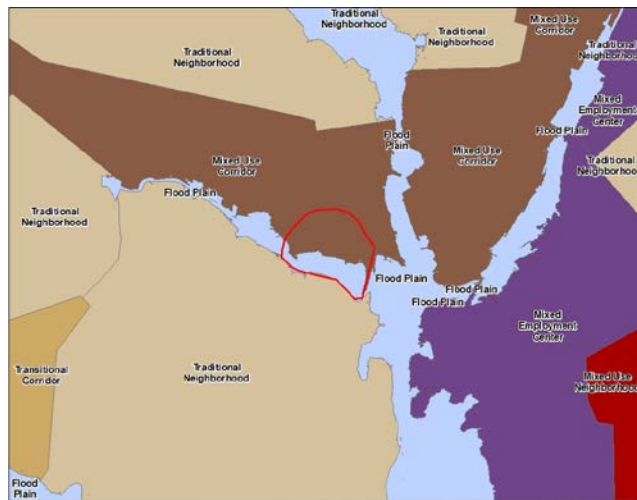 Traditional
Neighborhood
Traditional
Neighborhood
Mixed Use
Corridor
Traditional
Neighborhood
Mixed
Employment
Center
Flood
Plain
Flood Plain
Mixed Use
Corridor
Mixed Use
Corridor
Traditional
Neighborhood
Flood Plain
Traditional
Neighborhood
Flood Plain
Flood Plain
Flood Plain
Mixed
Employment
Center
Transitional
Corridor
Traditional
Neighborhood
Mixed Use
Neighborhood
Flood
Plain